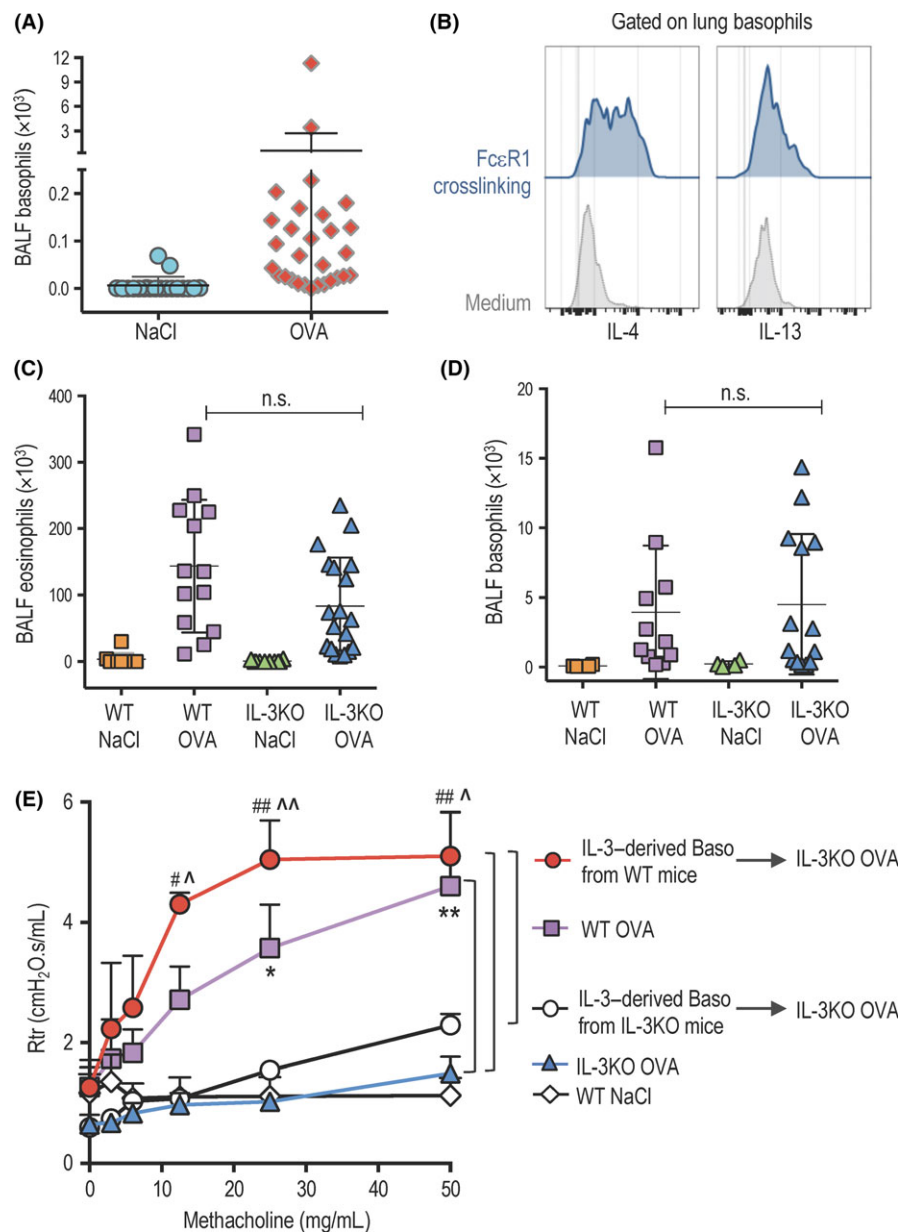 (A)
BALF basophils (×10³)
12
9
6
3
0.2
0.1
0.0
NaCl
OVA
(B)
Gated on lung basophils
FcεR1
crosslinking
Medium
IL-4
IL-13
(C)
BALF eosinophils (×10³)
400
300
200
100
0
n.s.
WT
NaCl
WT
OVA
IL-3KO
NaCl
IL-3KO
OVA
(D)
BALF basophils (×10³)
20
15
10
5
0
n.s.
WT
NaCl
WT
OVA
IL-3KO
NaCl
IL-3KO
OVA
(E)
Rtr (cmH₂O.s/mL)
6
4
2
0
# ^
## ^^
## ^
*
**
0
10
20
30
40
50
Methacholine (mg/mL)
IL-3–derived Baso
from WT mice
IL-3KO OVA
WT OVA
IL-3–derived Baso
from IL-3KO mice
IL-3KO OVA
IL-3KO OVA
WT NaCl